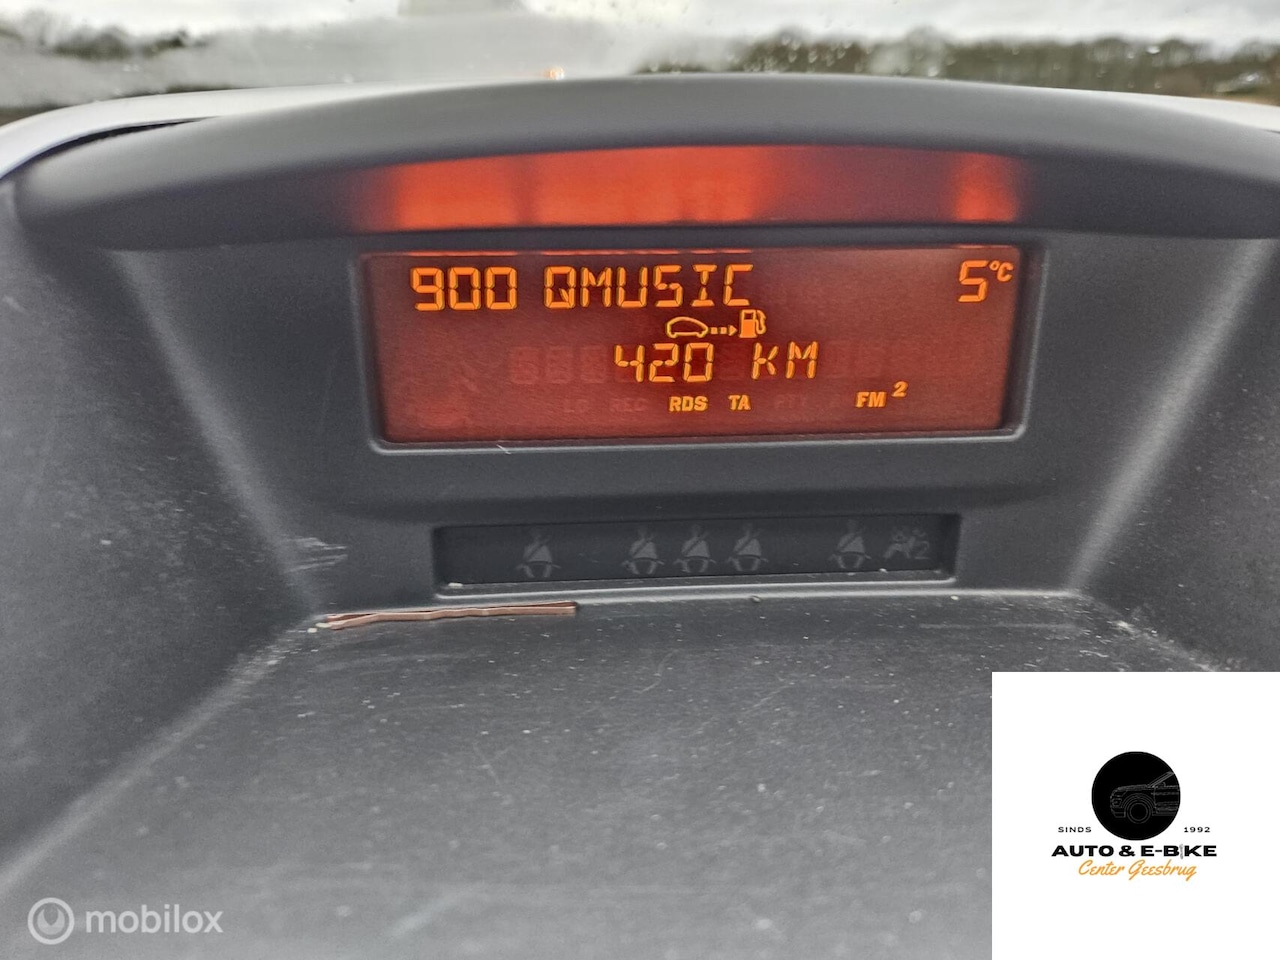 900 QMUSIC 5°C
420 KM
RDS TA FM 2
SINDS 1992
AUTO & E-BIKE
Center Geesbrug
mobilox